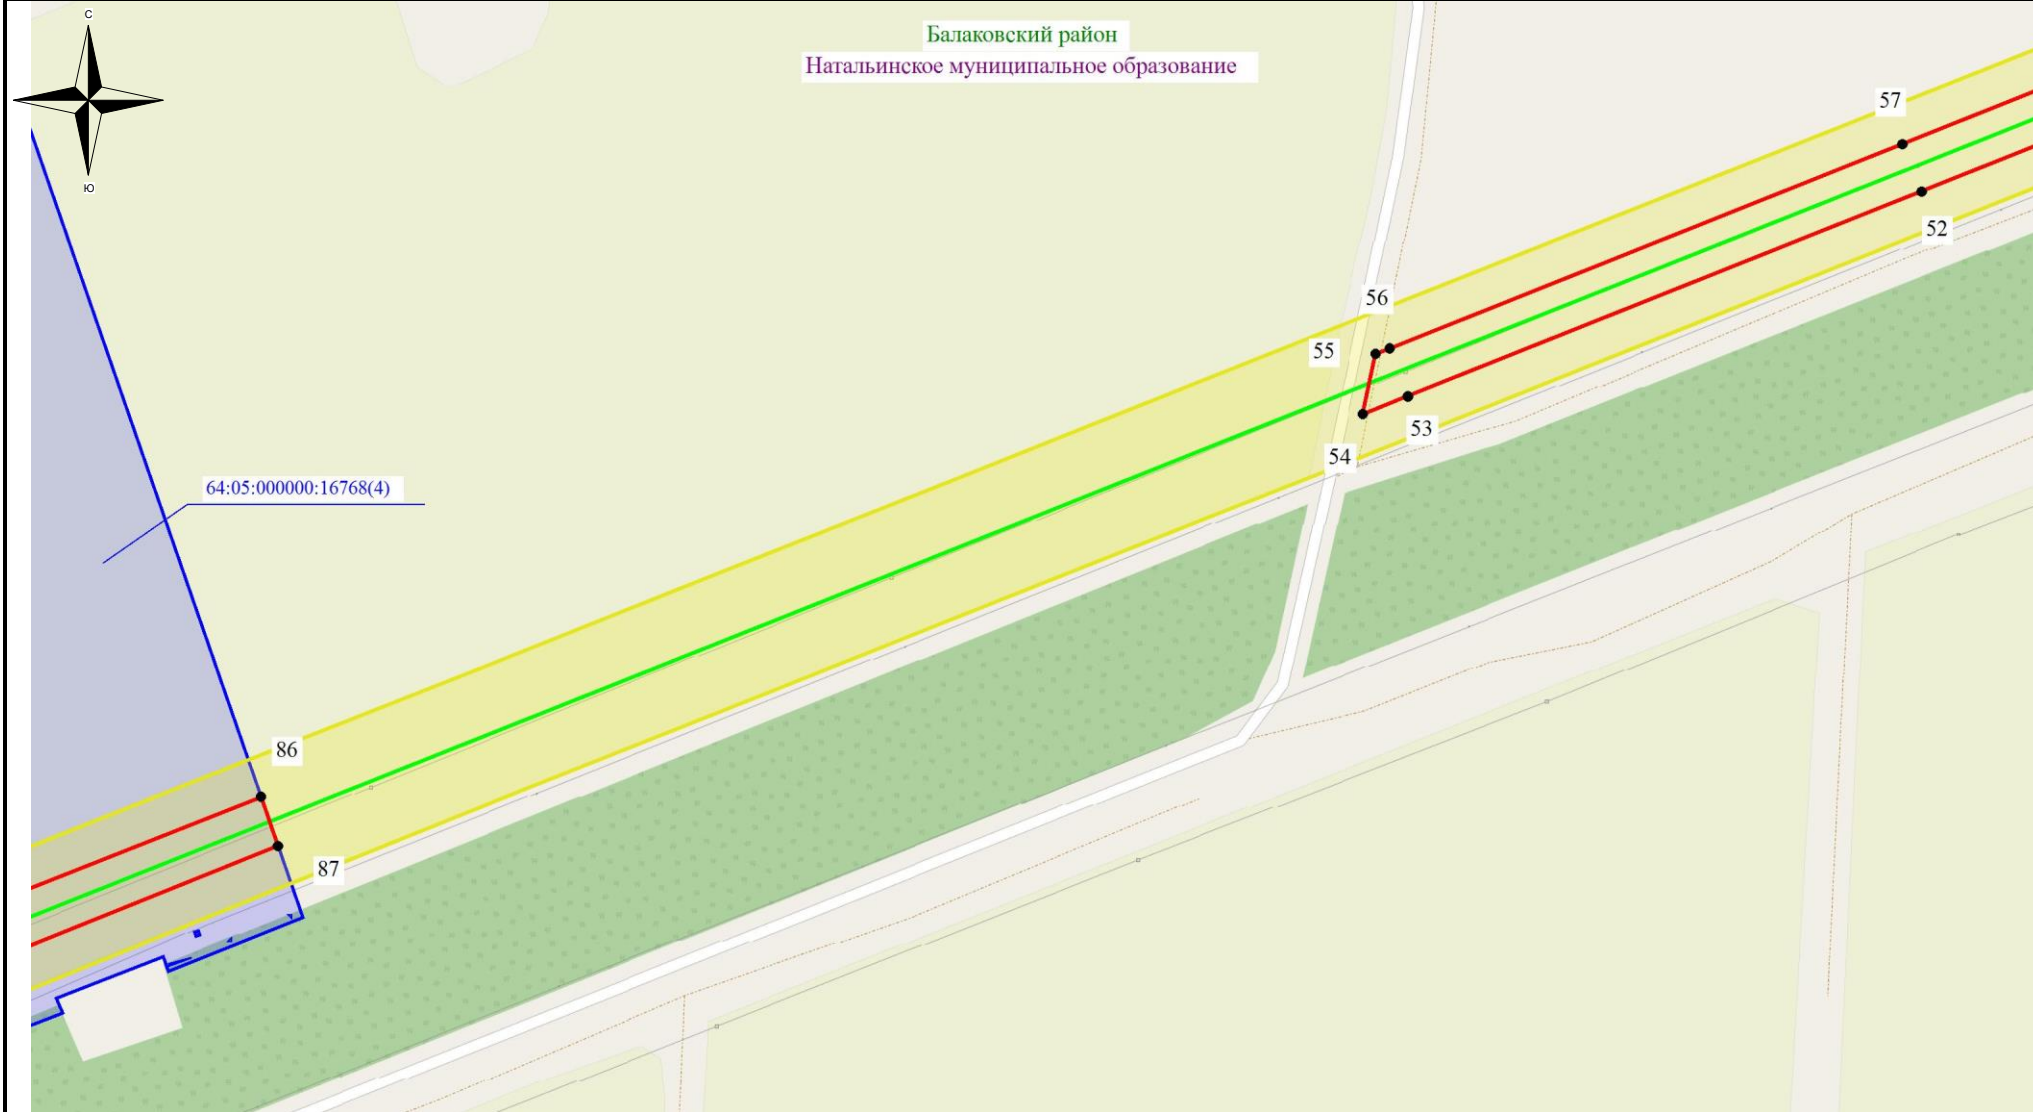 С
Ю
Балаковский район
Натальинское муниципальное образование
57
52
56
55
53
54
64:05:000000:16768(4)
86
87